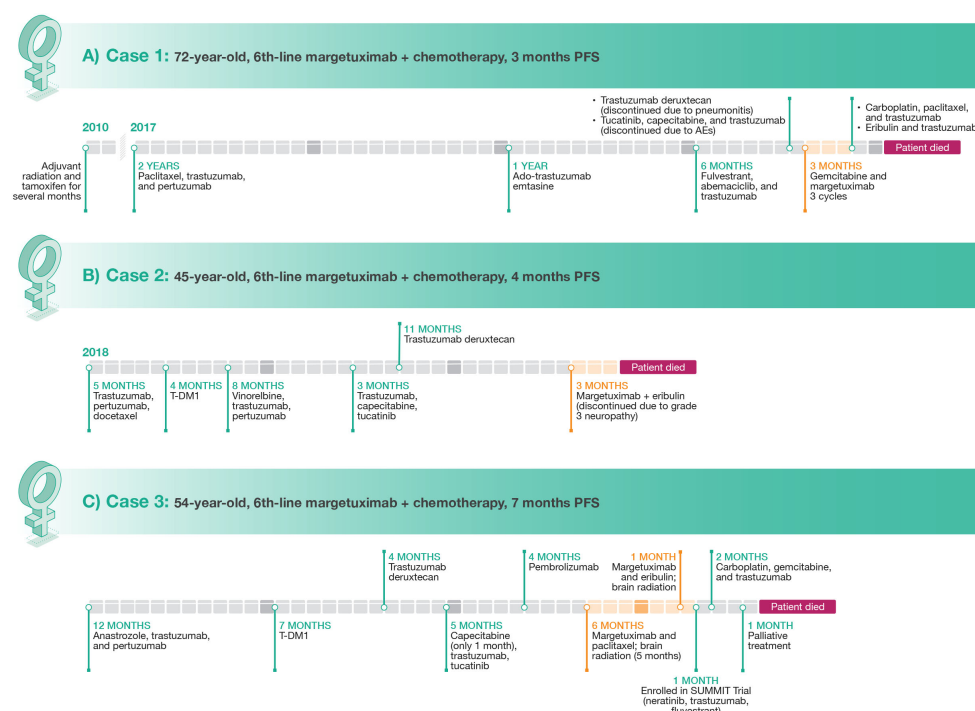 A) Case 1: 72-year-old, 6th-line margetuximab + chemotherapy, 3 months PFS
• Trastuzumab deruxtecan
(discontinued due to pneumonitis)
• Tucatinib, capecitabine, and trastuzumab
(discontinued due to AEs)
• Carboplatin, paclitaxel,
and trastuzumab
• Eribulin and trastuzumab
2010
2017
Patient died
Adjuvant
radiation and
tamoxifen for
several months
2 YEARS
Paclitaxel, trastuzumab,
and pertuzumab
1 YEAR
Ado-trastuzumab
emtasine
6 MONTHS
Fulvestrant,
abemaciclib, and
trastuzumab
3 MONTHS
Gemcitabine and
margetuximab
3 cycles
B) Case 2: 45-year-old, 6th-line margetuximab + chemotherapy, 4 months PFS
11 MONTHS
Trastuzumab deruxtecan
2018
Patient died
5 MONTHS
Trastuzumab,
pertuzumab,
docetaxel
4 MONTHS
T-DM1
8 MONTHS
Vinorelbine,
trastuzumab,
pertuzumab
3 MONTHS
Trastuzumab,
capecitabine,
tucatinib
3 MONTHS
Margetuximab + eribulin
(discontinued due to grade
3 neuropathy)
C) Case 3: 54-year-old, 6th-line margetuximab + chemotherapy, 7 months PFS
4 MONTHS
Trastuzumab
deruxtecan
4 MONTHS
Pembrolizumab
1 MONTH
Margetuximab
and eribulin;
brain radiation
2 MONTHS
Carboplatin, gemcitabine,
and trastuzumab
Patient died
12 MONTHS
Anastrozole, trastuzumab,
and pertuzumab
7 MONTHS
T-DM1
5 MONTHS
Capecitabine
(only 1 month),
trastuzumab,
tucatinib
6 MONTHS
Margetuximab and
paclitaxel; brain
radiation (5 months)
1 MONTH
Palliative
treatment
1 MONTH
Enrolled in SUMMIT Trial
(neratinib, trastuzumab,
fluvestrant)